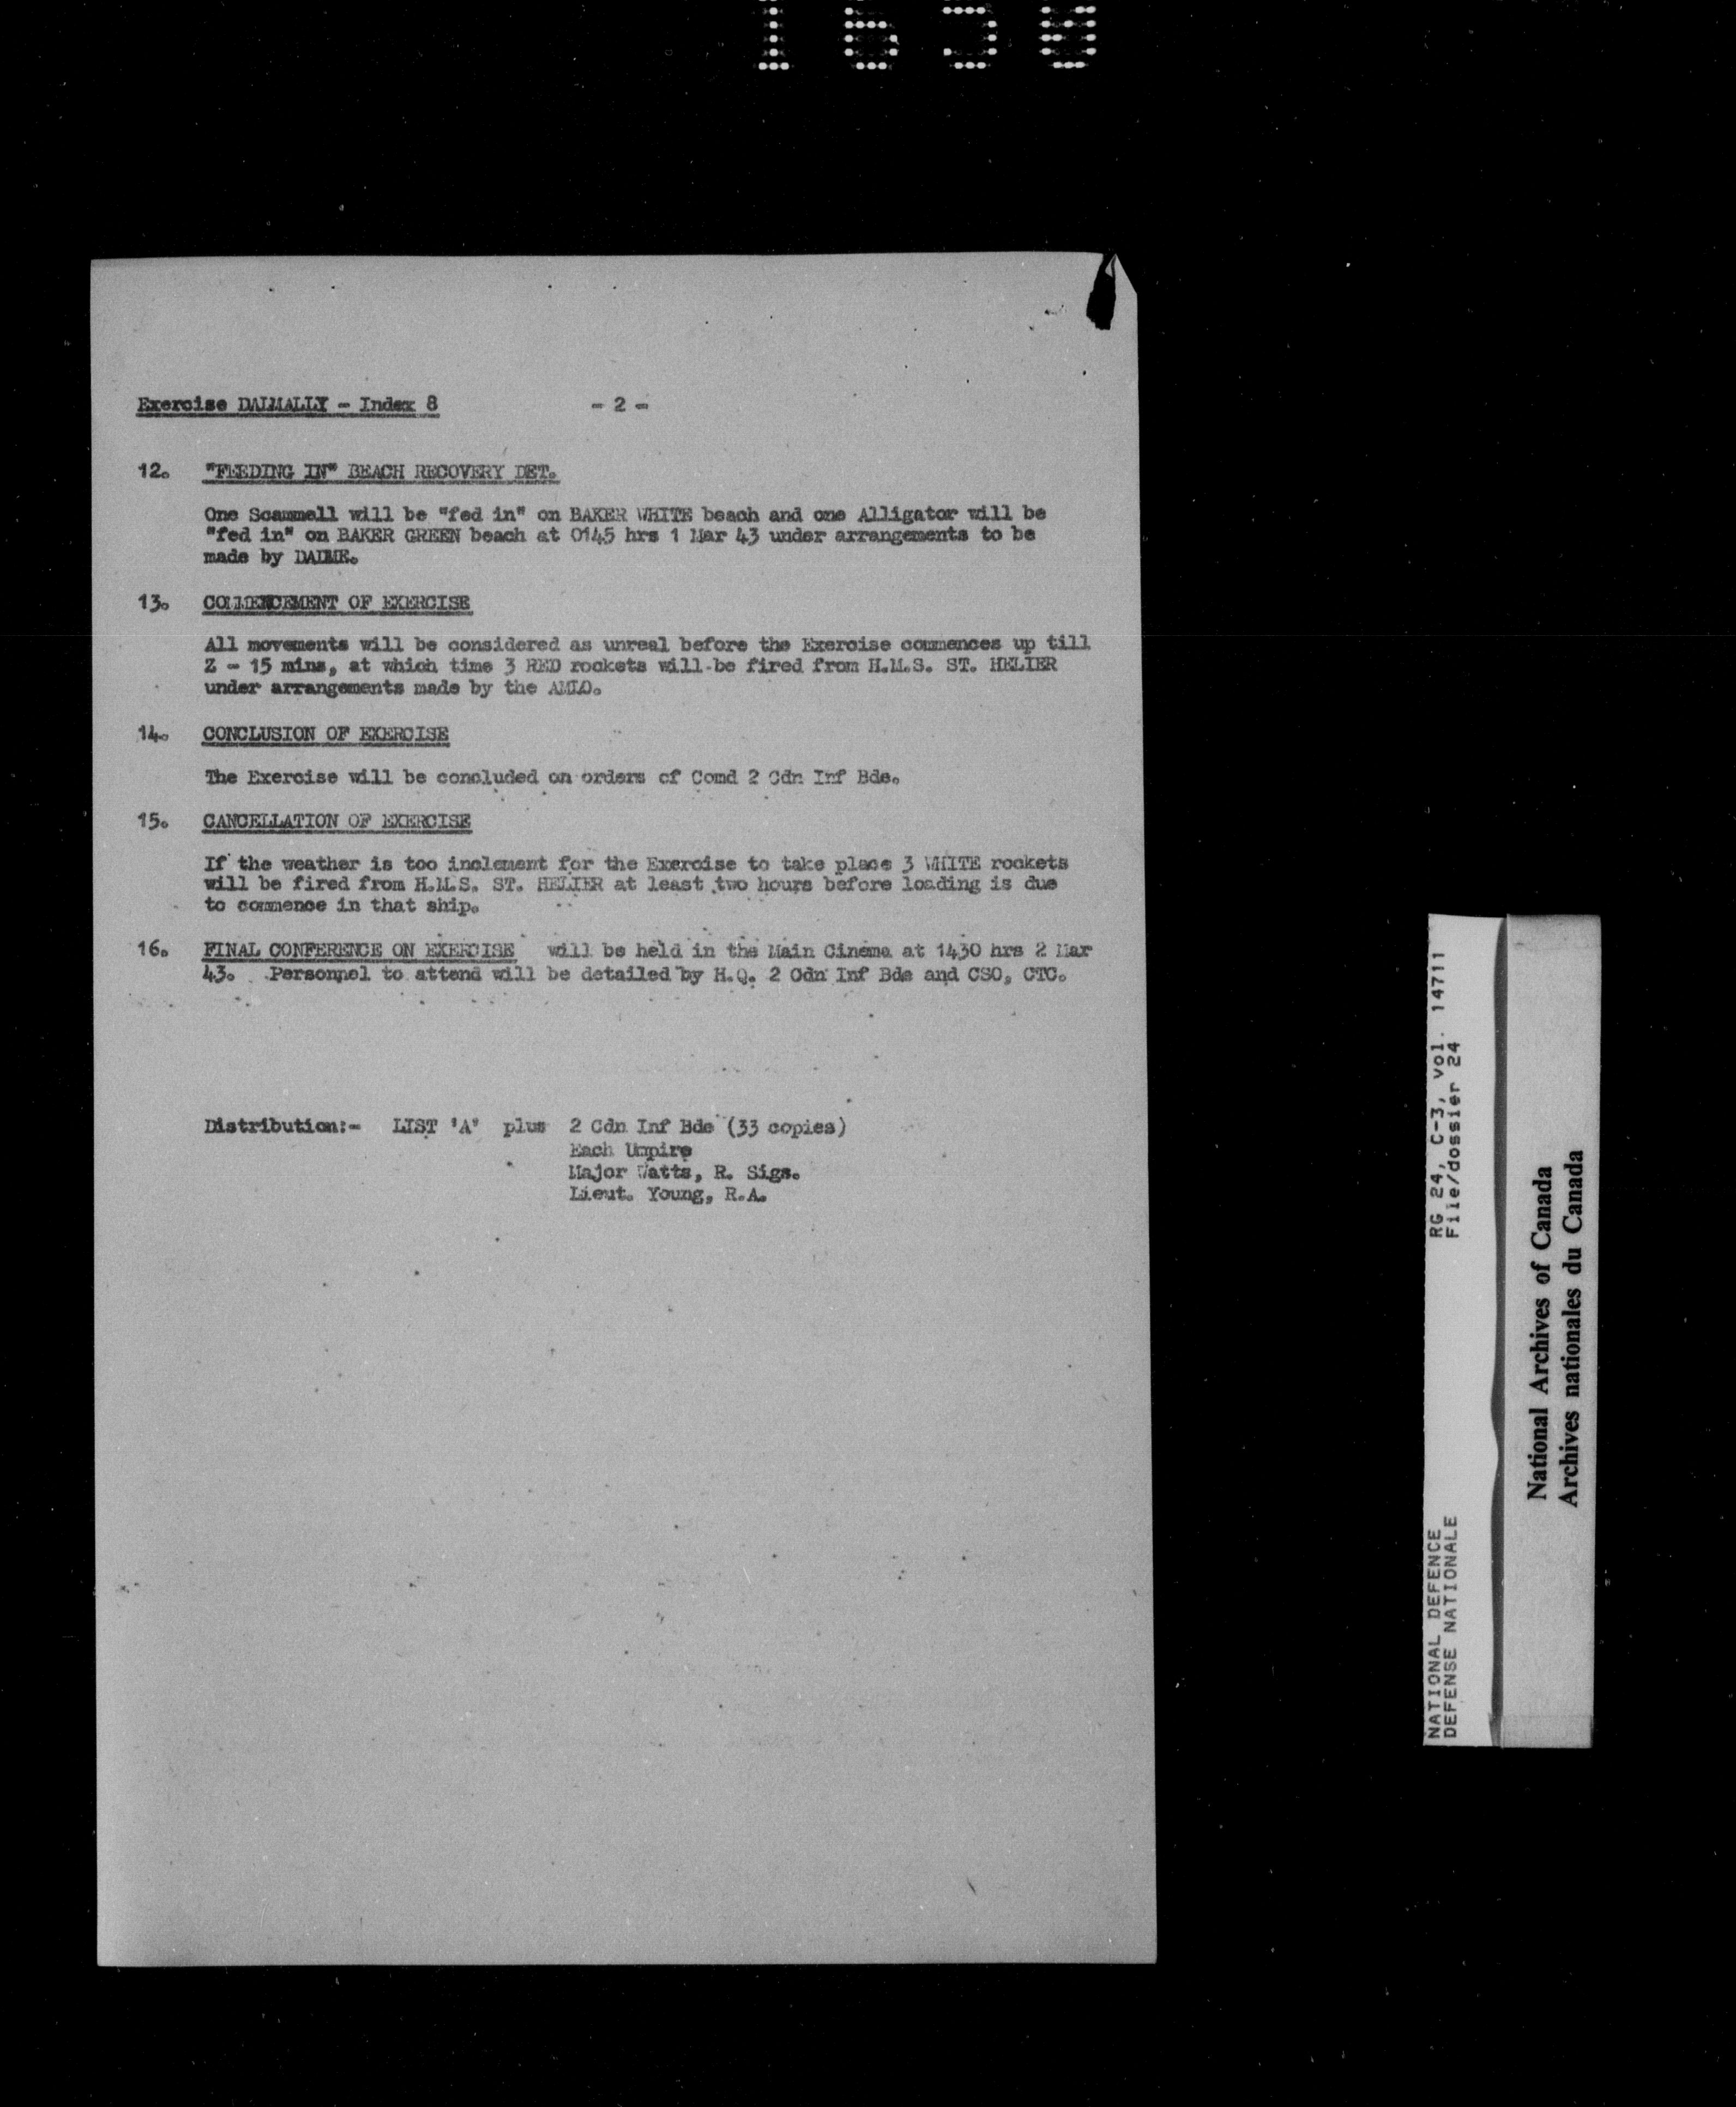 Exercise DALMALLY - Index 8 - 2 -
12. "FEEDING IN" BEACH RECOVERY DET.
One Scammell will be "fed in" on BAKER WHITE beach and one Alligator will be
"fed in" on BAKER GREEN beach at 0145 hrs 1 Mar 43 under arrangements to be
made by DADME.
13. COMMENCEMENT OF EXERCISE
All movements will be considered as unreal before the Exercise commences up till
Z - 15 mins, at which time 3 RED rockets will be fired from H.M.S. ST. HELIER
under arrangements made by the AMLO.
14. CONCLUSION OF EXERCISE
The Exercise will be concluded on orders of Comd 2 Cdn Inf Bde.
15. CANCELLATION OF EXERCISE
If the weather is too inclement for the Exercise to take place 3 WHITE rockets
will be fired from H.M.S. ST. HELIER at least two hours before loading is due
to commence in that ship.
16. FINAL CONFERENCE ON EXERCISE will be held in the Main Cinema at 1430 hrs 2 Mar
43. Personnel to attend will be detailed by H.Q. 2 Cdn Inf Bde and CSO, CTC.
Distribution:- LIST 'A' plus 2 Cdn Inf Bde (33 copies)
Each Umpire
Major Watts, R. Sigs.
Lieut. Young, R.A.
NATIONAL DEFENCE RG 24, C-3, vol. 14711
DEFENSE NATIONALE File/dossier 24
National Archives of Canada
Archives nationales du Canada